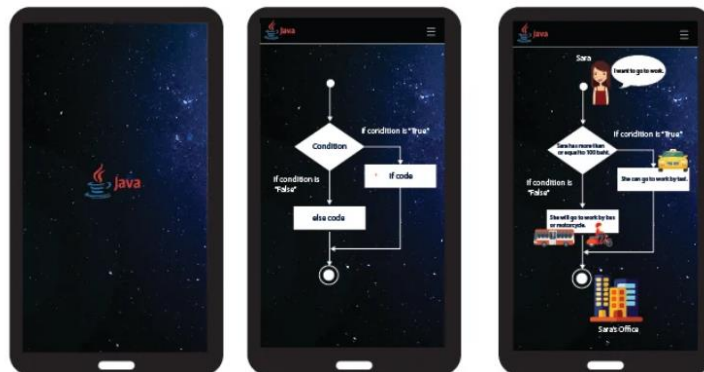 Java
Java
Condition
If condition is "True"
If code
If condition is
"False"
else code
Java
Sara
I want to go to work.
Sara has more than
or equal to 100 baht.
If condition is "True"
She can go to work by taxi.
If condition is
"False"
She will go to work by bus
or motorcycle.
Sara's Office